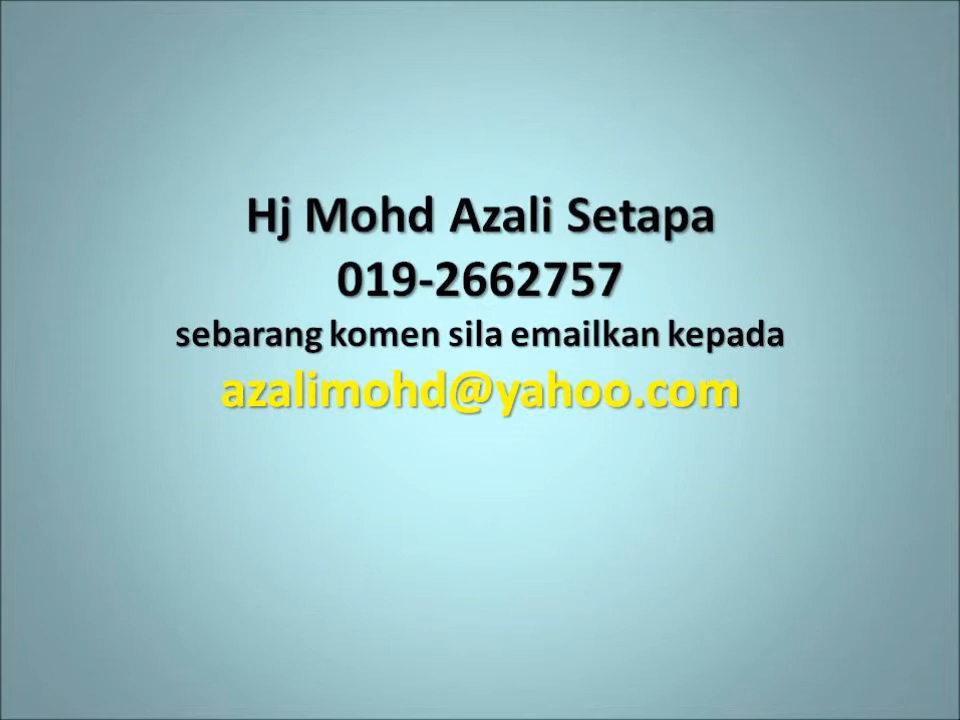 Hj Mohd Azali Setapa
019-2662757
sebarang komen sila emailkan kepada
azalimohd@yahoo.com